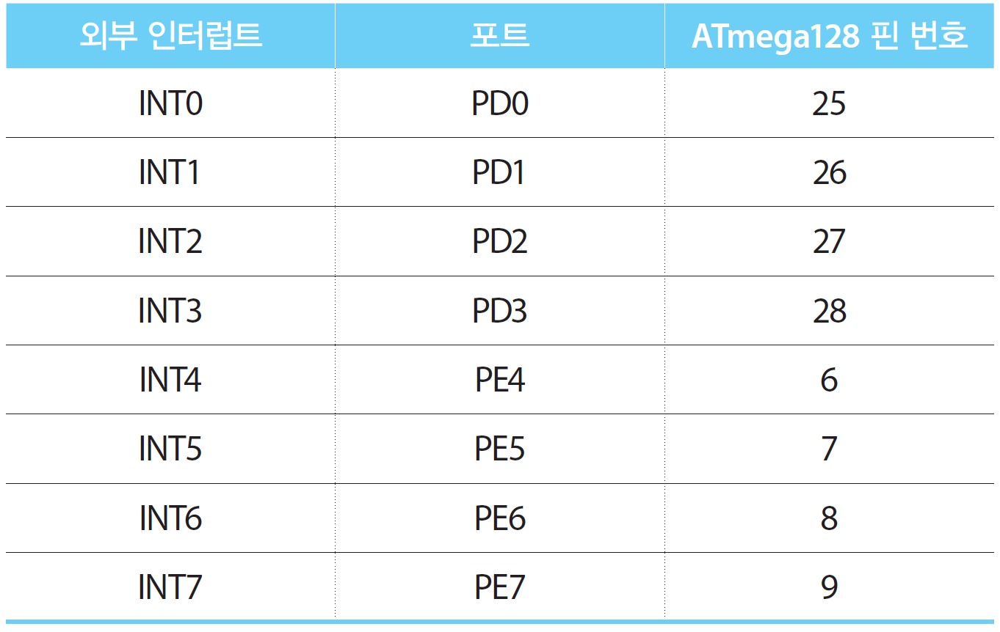 외부 인터럽트 포트 ATmega128 핀 번호
INT0 PD0 25
INT1 PD1 26
INT2 PD2 27
INT3 PD3 28
INT4 PE4 6
INT5 PE5 7
INT6 PE6 8
INT7 PE7 9